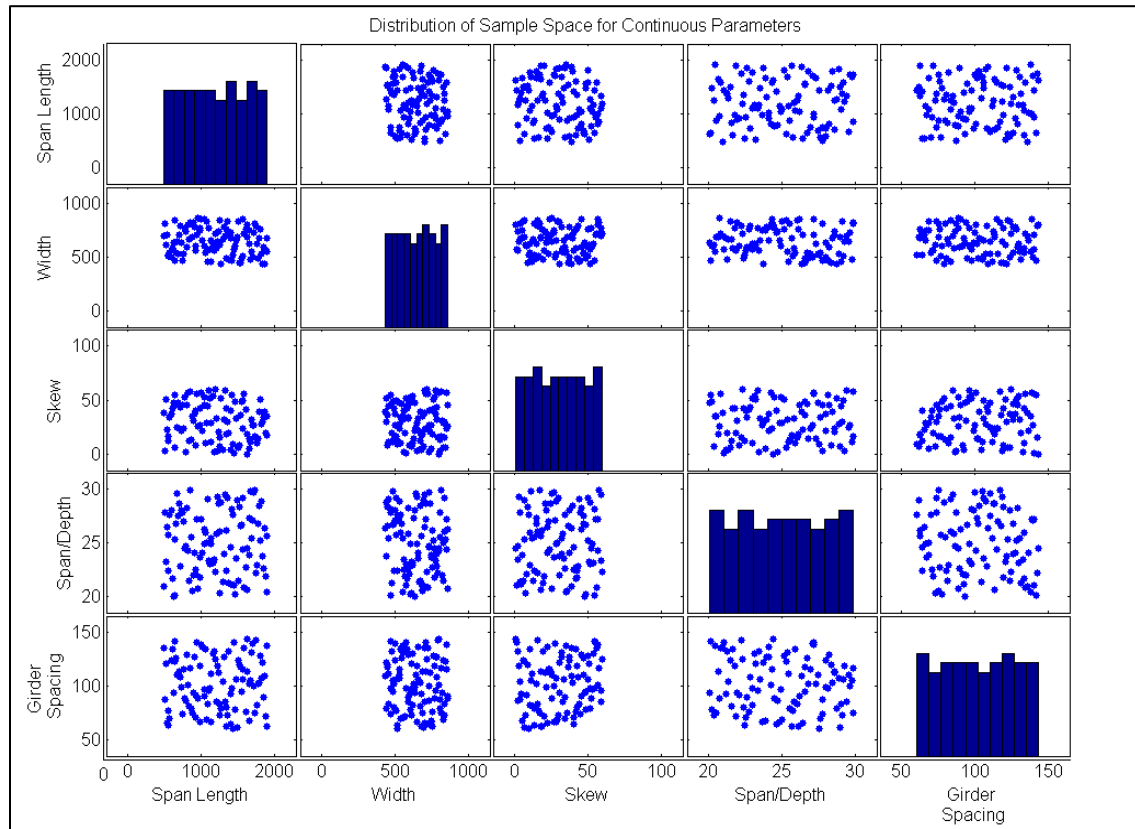 Distribution of Sample Space for Continuous Parameters
Span Length
2000
1000
0
Width
1000
500
0
Skew
100
50
0
Span/Depth
30
25
20
Girder
Spacing
150
100
50
0
0 1000 2000
0 500 1000
0 50 100
20 25 30
50 100 150
Span Length
Width
Skew
Span/Depth
Girder
Spacing